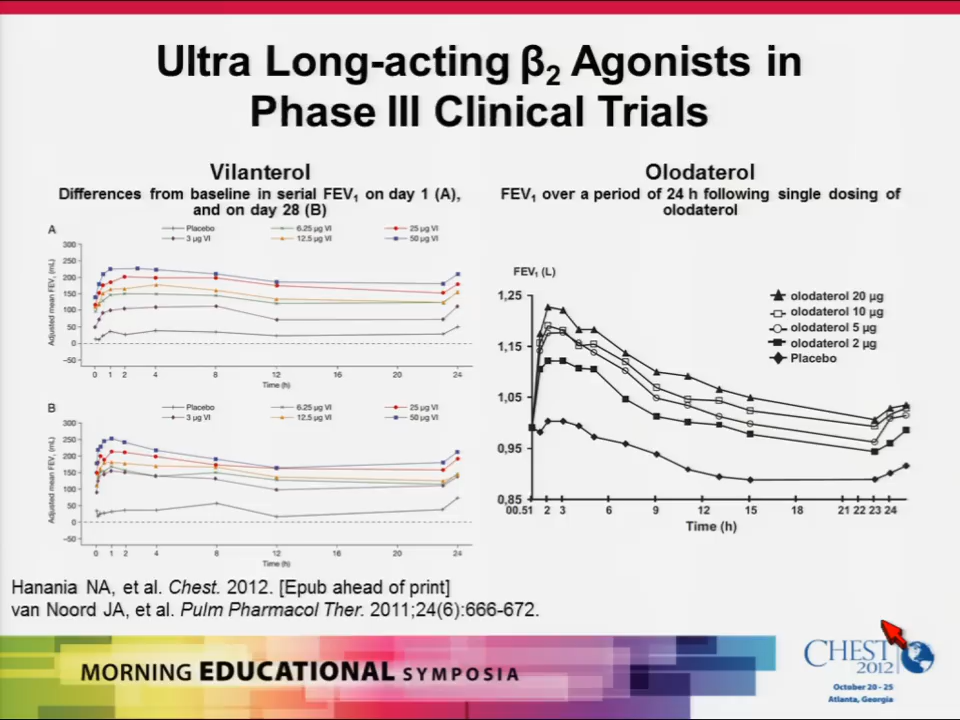 Ultra Long-acting β₂ Agonists in
Phase III Clinical Trials
Vilanterol
Differences from baseline in serial FEV₁ on day 1 (A),
and on day 28 (B)
A
Placebo 6.25 µg VI 25 µg VI
3 µg VI 12.5 µg VI 50 µg VI
Adjusted mean FEV₁ (mL)
300
250
200
150
100
50
0
−50
0 1 2 4 8 12 16 20 24
Time (h)
B
Placebo 6.25 µg VI 25 µg VI
3 µg VI 12.5 µg VI 50 µg VI
Adjusted mean FEV₁ (mL)
300
250
200
150
100
50
0
−50
0 1 2 4 8 12 16 20 24
Time (h)
Olodaterol
FEV₁ over a period of 24 h following single dosing of
olodaterol
FEV₁ (L)
1,25
1,15
1,05
0,95
0,85
olodaterol 20 µg
olodaterol 10 µg
olodaterol 5 µg
olodaterol 2 µg
Placebo
00.51 2 3 6 9 12 15 18 21 22 23 24
Time (h)
Hanania NA, et al. Chest. 2012. [Epub ahead of print]
van Noord JA, et al. Pulm Pharmacol Ther. 2011;24(6):666-672.
MORNING EDUCATIONAL SYMPOSIA
CHEST
2012
October 20 - 25
Atlanta, Georgia